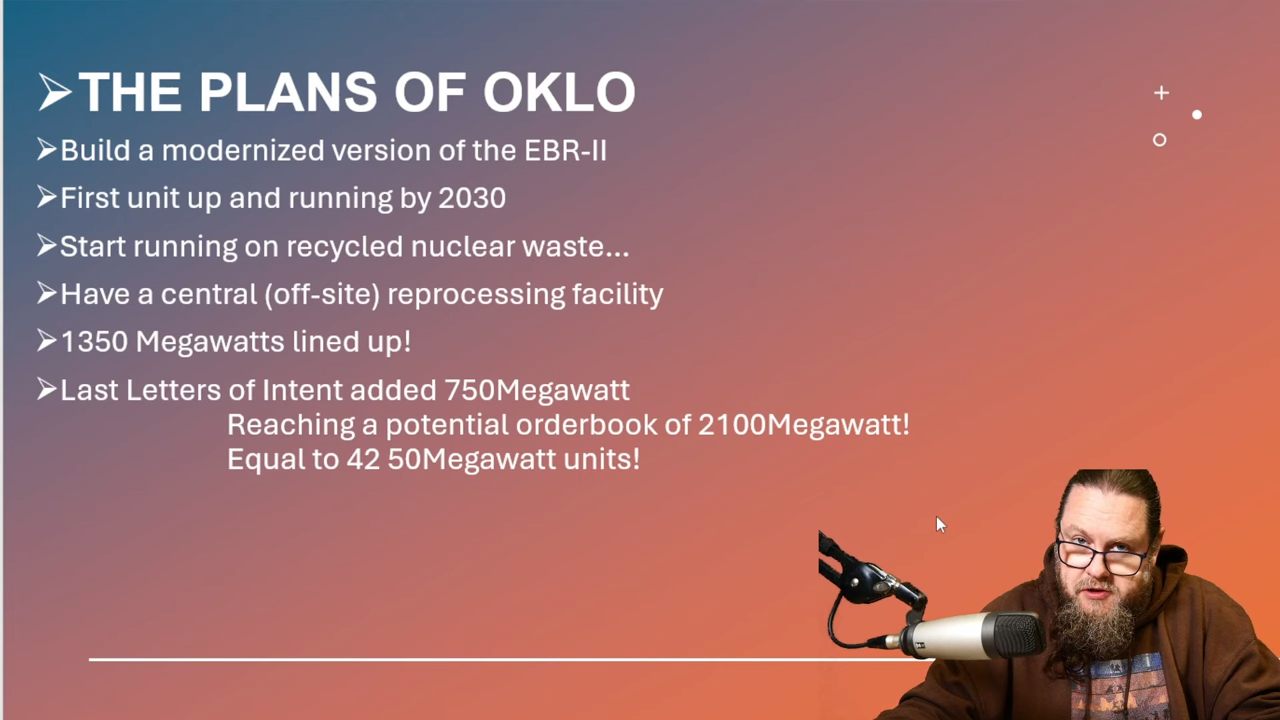 THE PLANS OF OKLO
Build a modernized version of the EBR-II
First unit up and running by 2030
Start running on recycled nuclear waste...
Have a central (off-site) reprocessing facility
1350 Megawatts lined up!
Last Letters of Intent added 750Megawatt
Reaching a potential orderbook of 2100Megawatt!
Equal to 42 50Megawatt units!